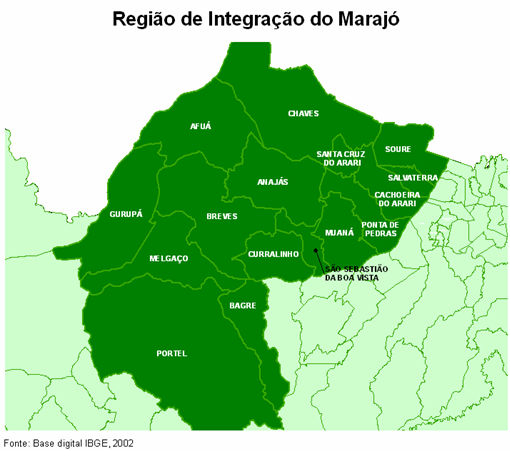 Região de Integração do Marajó
CHAVES
AFUÁ
SOURE
SANTA CRUZ
DO ARARI
SALVATERRA
ANAJÁS
CACHOEIRA
DO ARARI
GURUPÁ
BREVES
PONTA DE
PEDRAS
MUANÁ
CURRALINHO
MELGAÇO
SÃO SEBASTIÃO
DA BOA VISTA
BAGRE
PORTEL
Fonte: Base digital IBGE, 2002